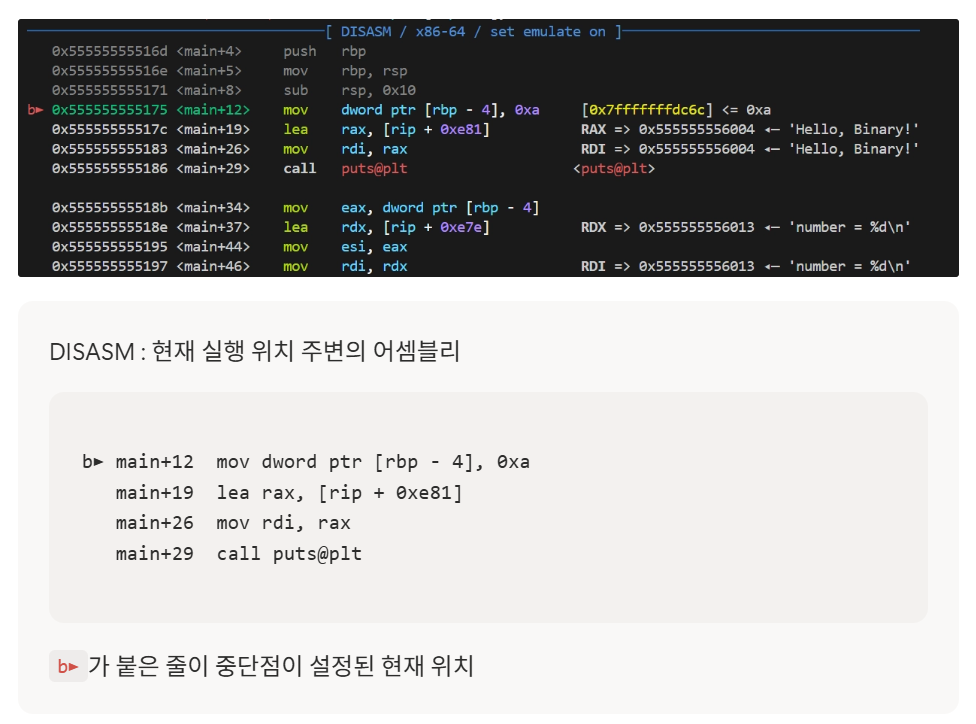 [ DISASM / x86-64 / set emulate on ]
0x55555555516d <main+4> push rbp
0x55555555516e <main+5> mov rbp, rsp
0x555555555171 <main+8> sub rsp, 0x10
b► 0x555555555175 <main+12> mov dword ptr [rbp - 4], 0xa [0x7fffffffdc6c] <= 0xa
0x55555555517c <main+19> lea rax, [rip + 0xe81] RAX => 0x555555556004 ◂— 'Hello, Binary!'
0x555555555183 <main+26> mov rdi, rax RDI => 0x555555556004 ◂— 'Hello, Binary!'
0x555555555186 <main+29> call puts@plt <puts@plt>
0x55555555518b <main+34> mov eax, dword ptr [rbp - 4]
0x55555555518e <main+37> lea rdx, [rip + 0xe7e] RDX => 0x555555556013 ◂— 'number = %d\n'
0x555555555195 <main+44> mov esi, eax
0x555555555197 <main+46> mov rdi, rdx RDI => 0x555555556013 ◂— 'number = %d\n'
DISASM : 현재 실행 위치 주변의 어셈블리
b► main+12 mov dword ptr [rbp - 4], 0xa
main+19 lea rax, [rip + 0xe81]
main+26 mov rdi, rax
main+29 call puts@plt
b► 가 붙은 줄이 중단점이 설정된 현재 위치